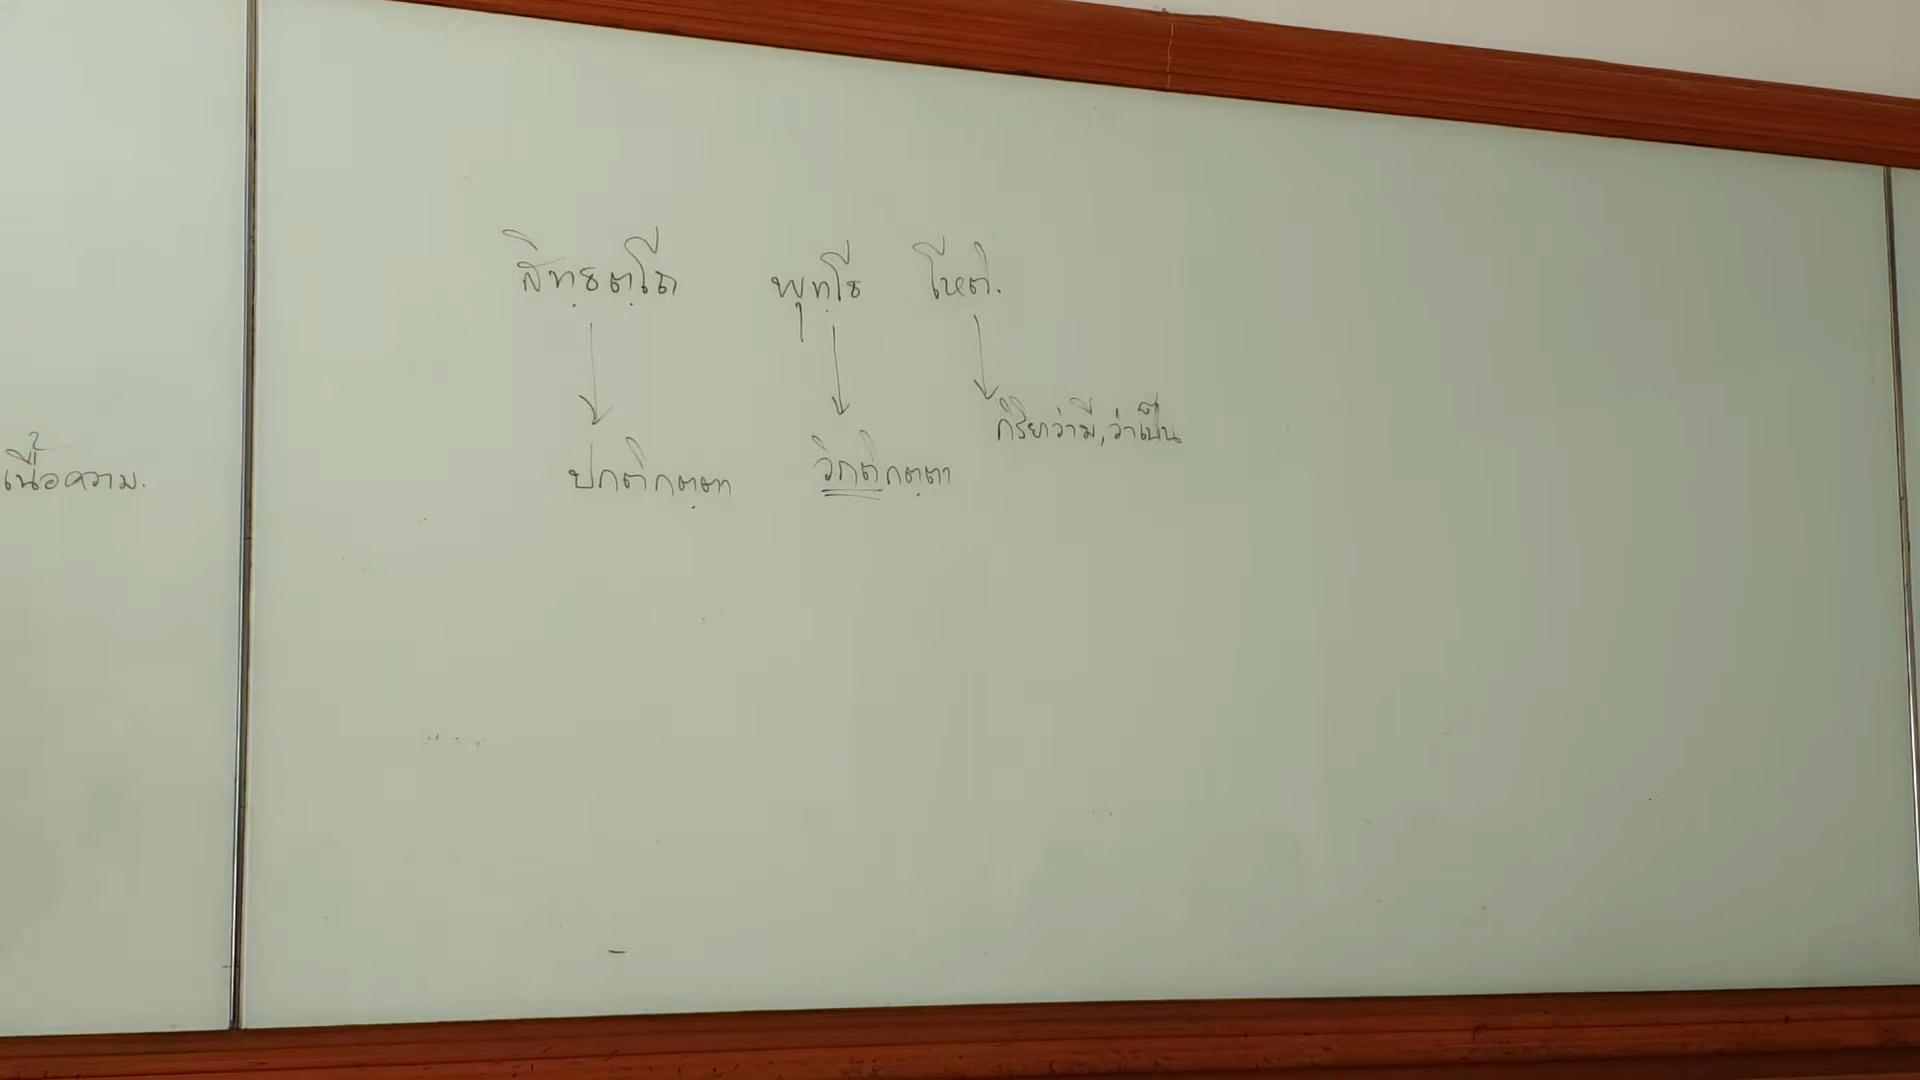 สิทฺธตฺโถ พุทฺโธ โหติ.
กิริยาว่ามี, ว่าเป็น
ปกติกตฺตา วิกติกตฺตา
เนื้อความ.